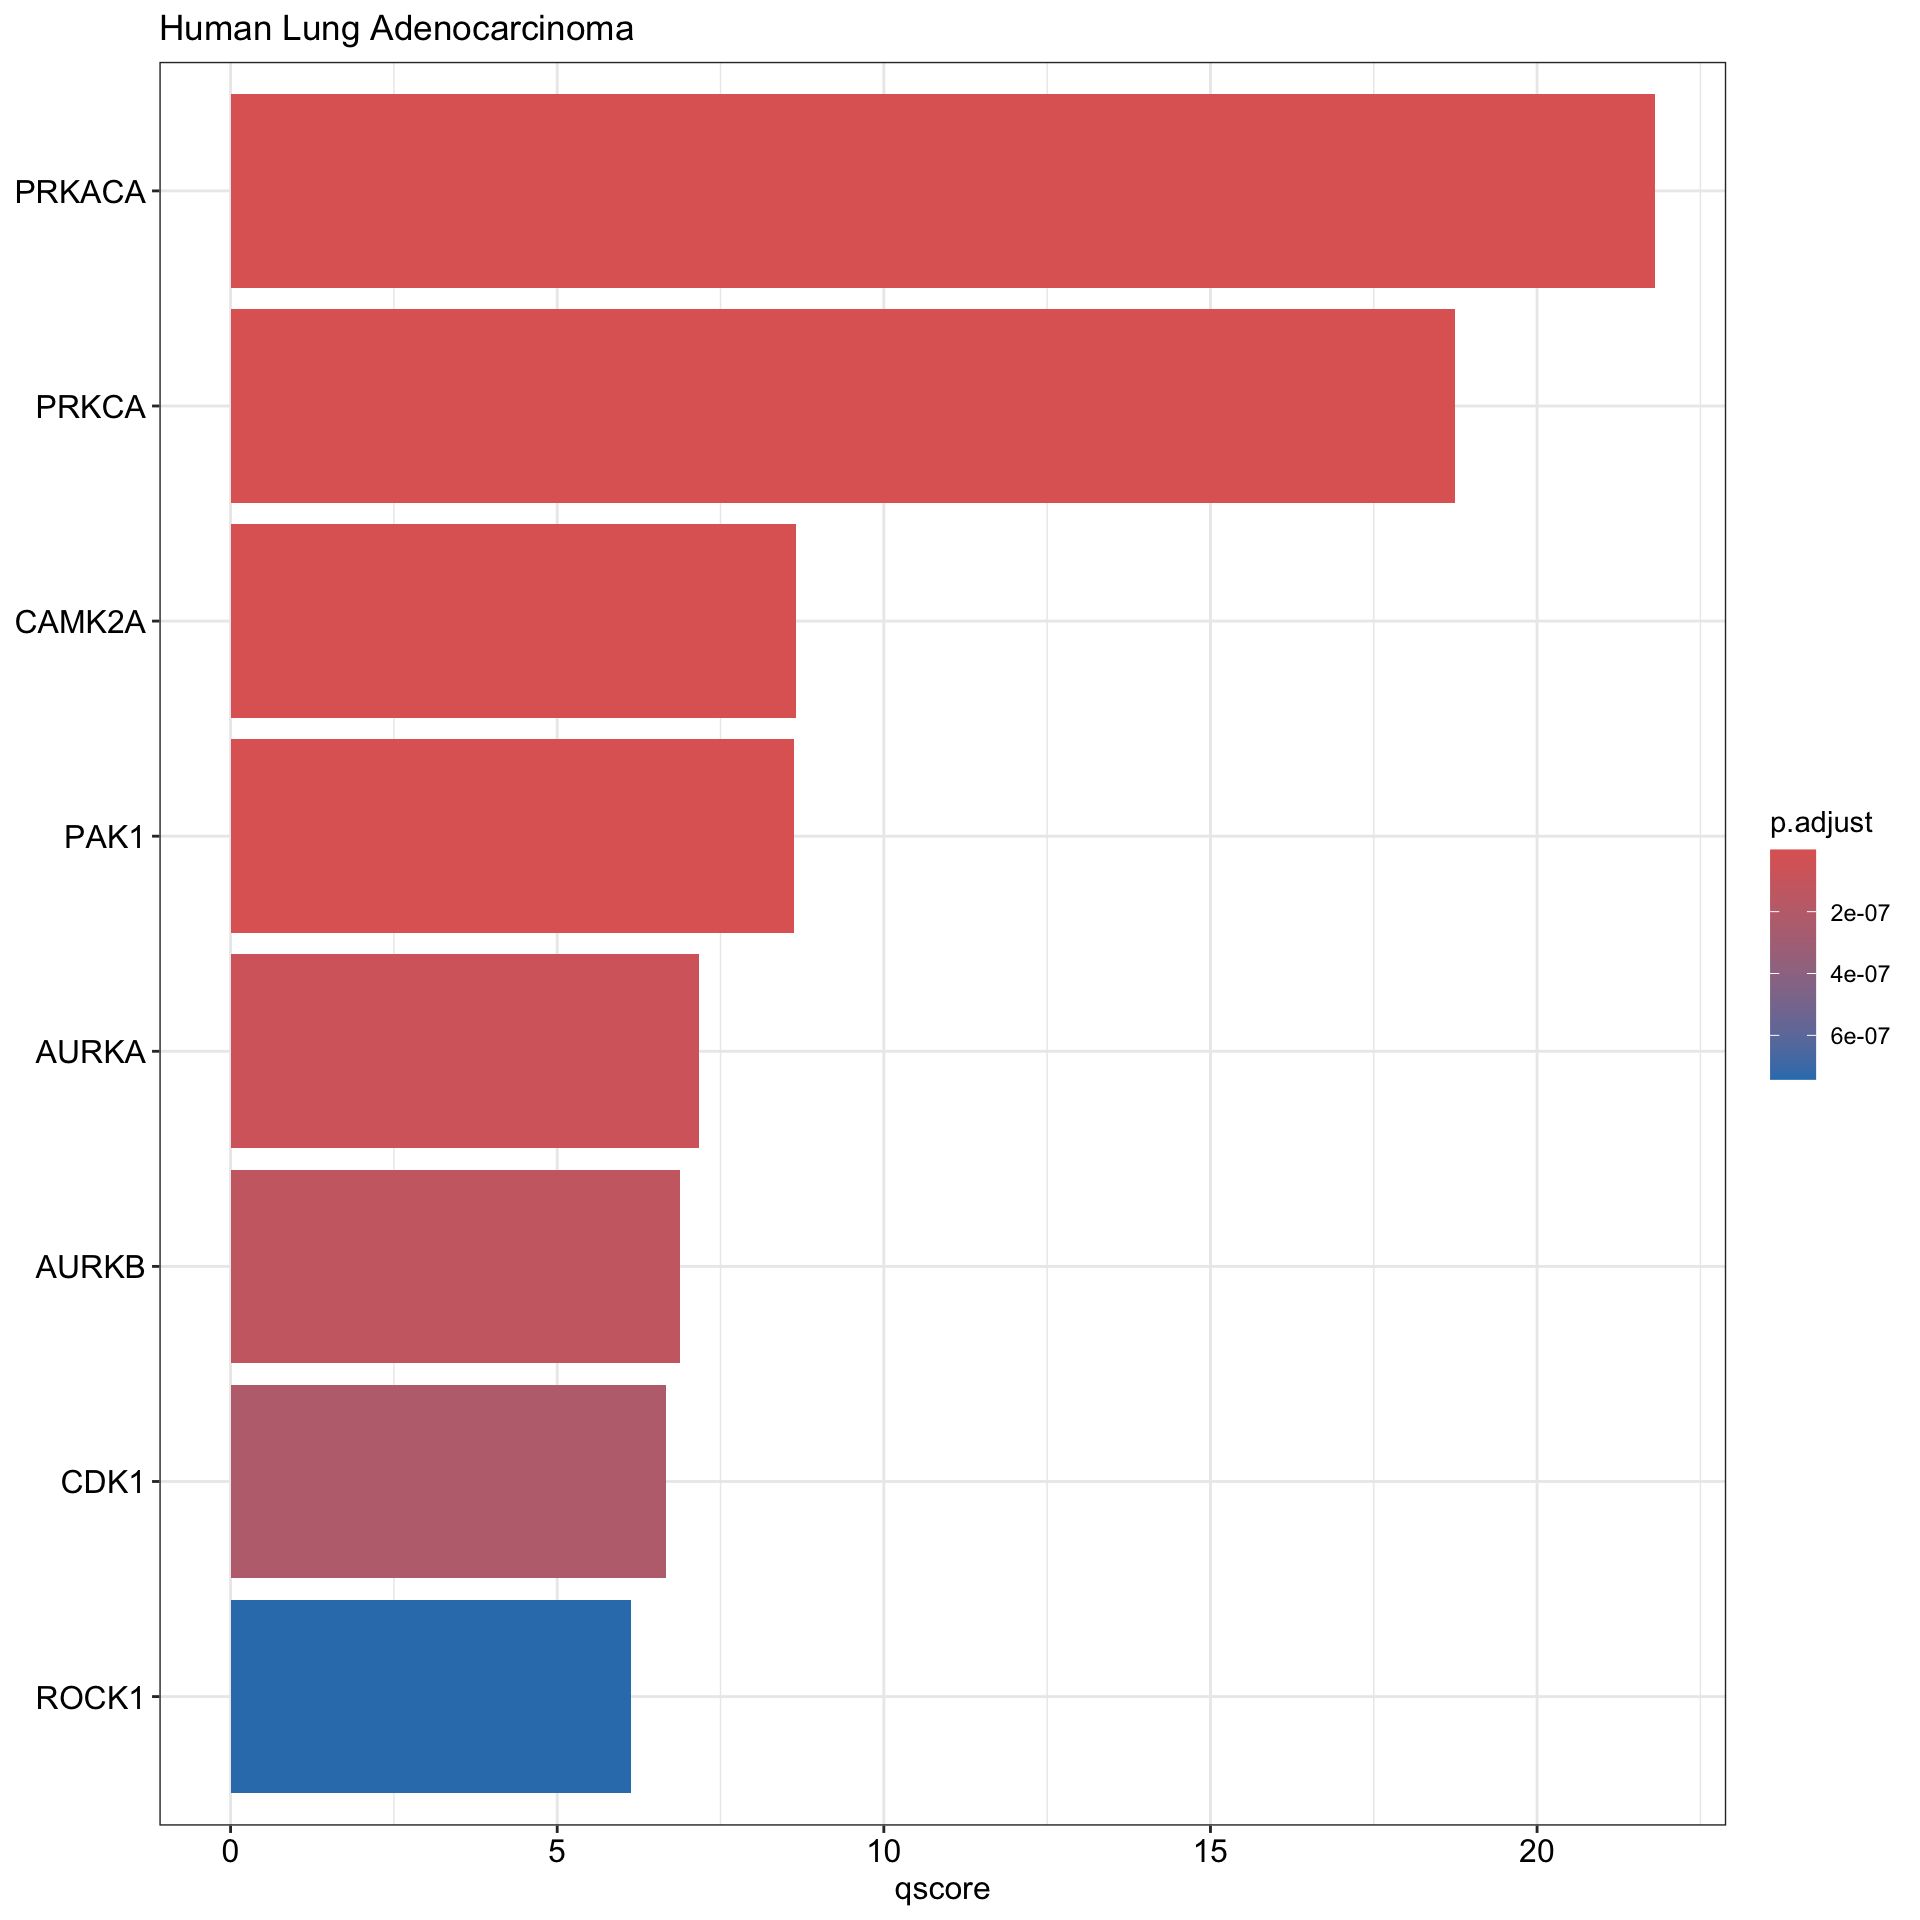 Human Lung Adenocarcinoma
PRKACA
PRKCA
CAMK2A
PAK1
AURKA
AURKB
CDK1
ROCK1
0 5 10 15 20
qscore
p.adjust
2e-07
4e-07
6e-07